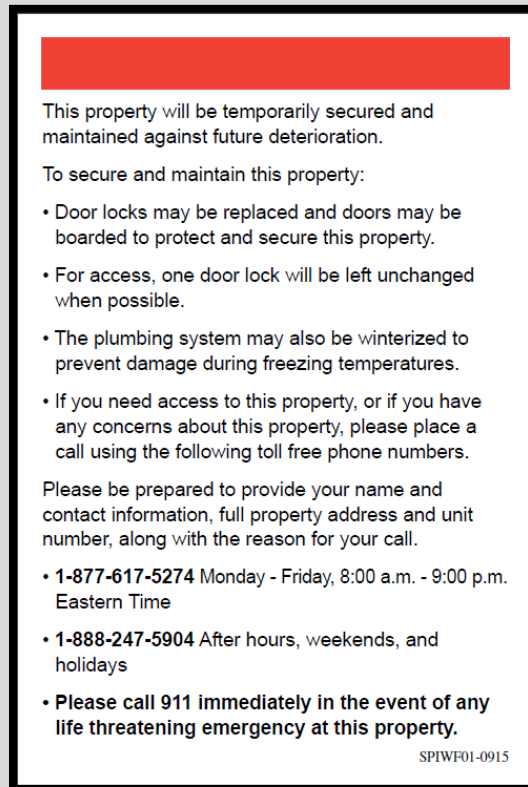 This property will be temporarily secured and
maintained against future deterioration.
To secure and maintain this property:
• Door locks may be replaced and doors may be
boarded to protect and secure this property.
• For access, one door lock will be left unchanged
when possible.
• The plumbing system may also be winterized to
prevent damage during freezing temperatures.
• If you need access to this property, or if you have
any concerns about this property, please place a
call using the following toll free phone numbers.
Please be prepared to provide your name and
contact information, full property address and unit
number, along with the reason for your call.
• 1-877-617-5274 Monday - Friday, 8:00 a.m. - 9:00 p.m.
Eastern Time
• 1-888-247-5904 After hours, weekends, and
holidays
• Please call 911 immediately in the event of any
life threatening emergency at this property.
SPIWF01-0915